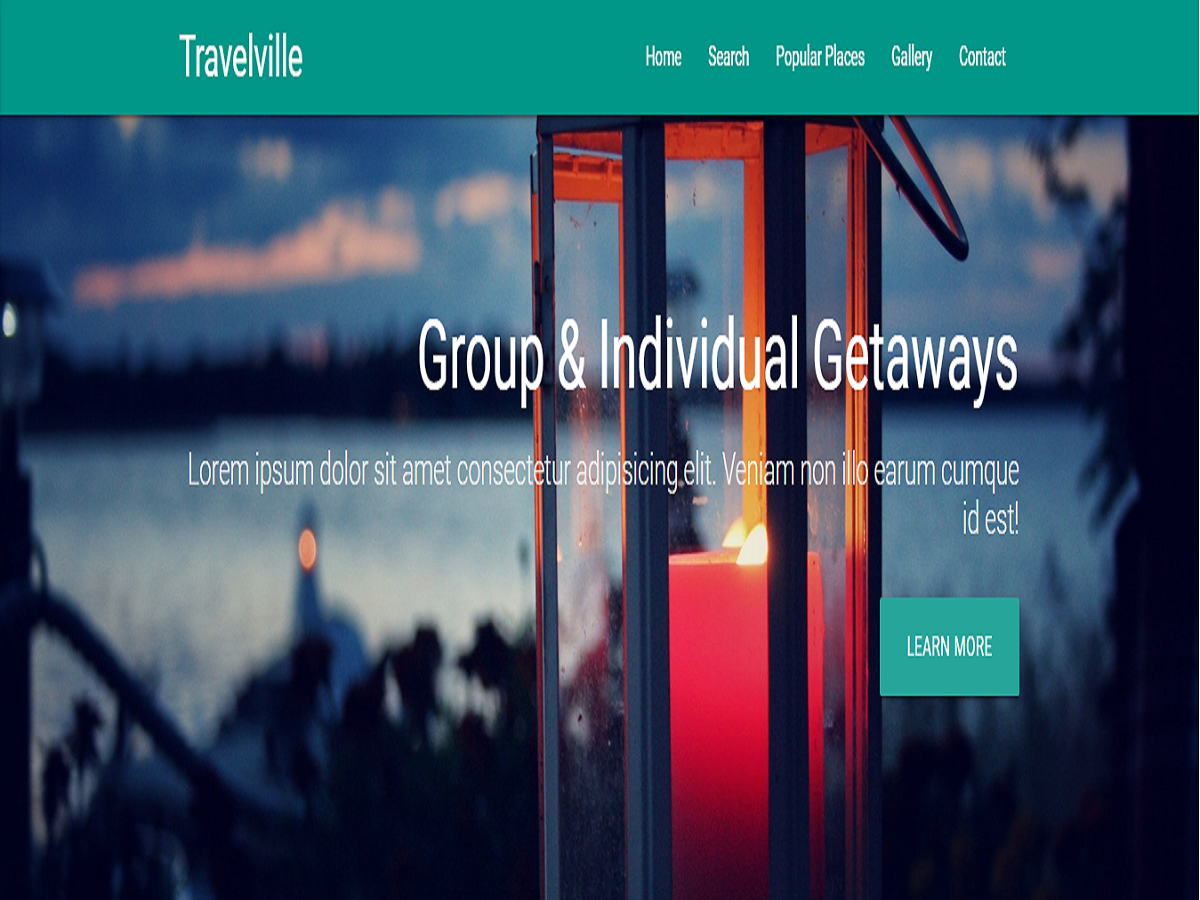 Travelville
Home Search Popular Places Gallery Contact
Group & Individual Getaways
Lorem ipsum dolor sit amet consectetur adipisicing elit. Veniam non illo earum cumque
id est!
LEARN MORE